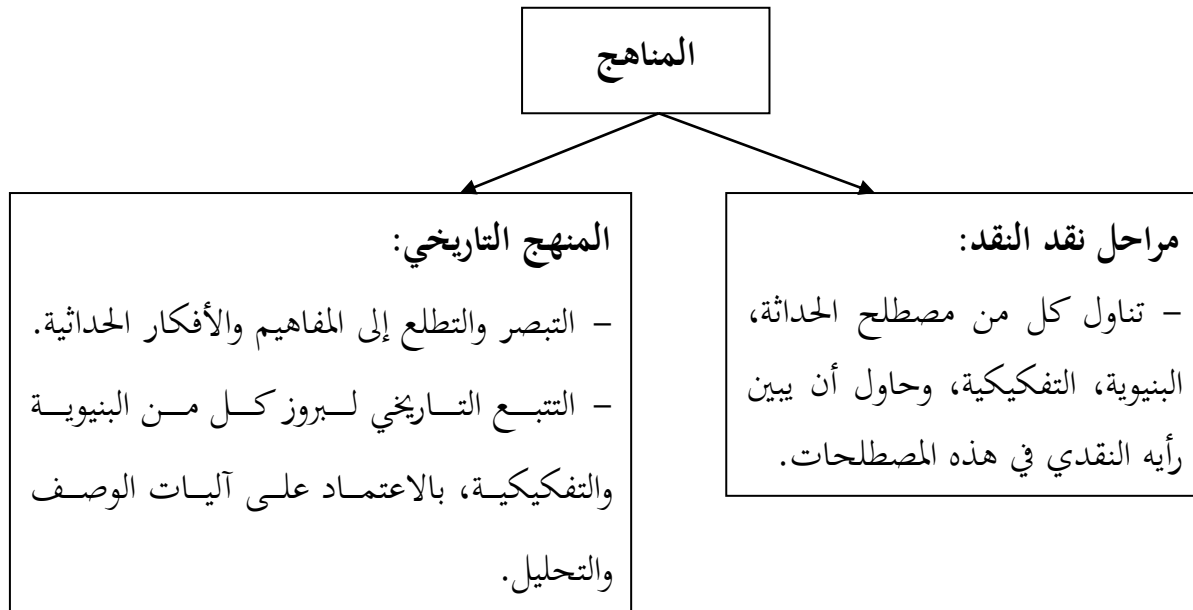 المناهج
مراحل نقد النقد:
– تناول كل من مصطلح الحداثة،
البنيوية، التفكيكية، وحاول أن يبين
رأيه النقدي في هذه المصطلحات.
المنهج التاريخي:
– التبصر والتطلع إلى المفاهيم والأفكار الحداثية.
– التتبع التاريخي لبروز كل من البنيوية
والتفكيكية، بالاعتماد على آليات الوصف
والتحليل.